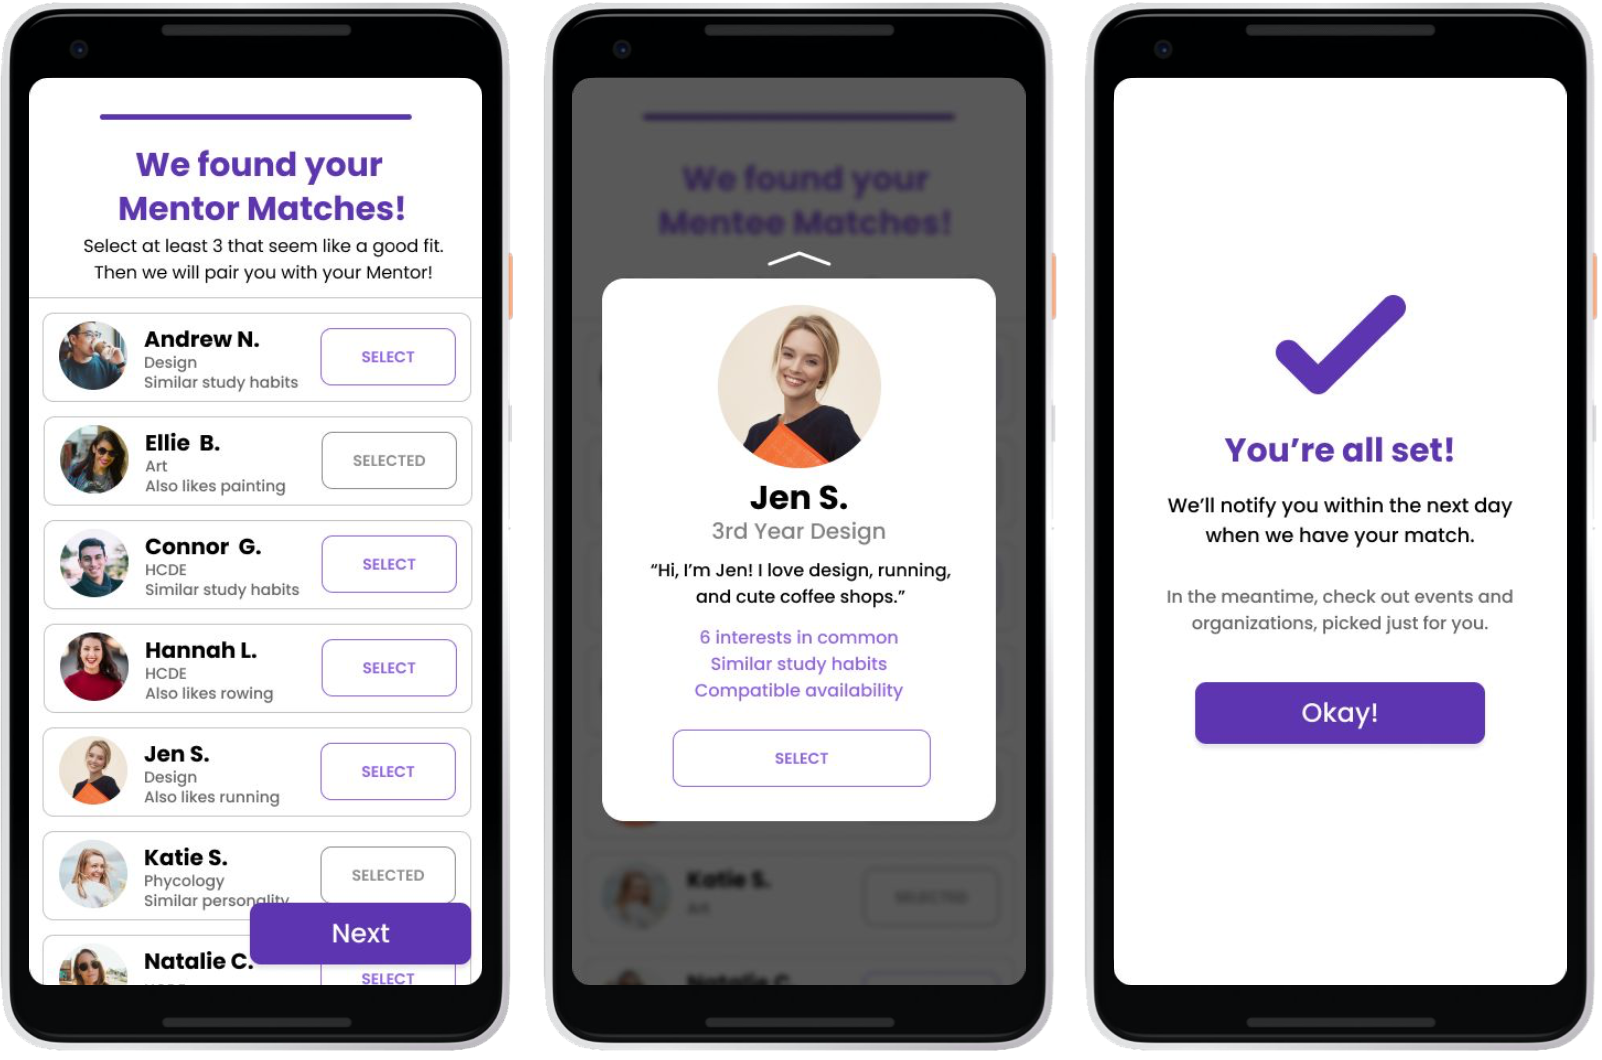 We found your
Mentor Matches!
Select at least 3 that seem like a good fit.
Then we will pair you with your Mentor!
Andrew N.
Design
Similar study habits
SELECT
Ellie B.
Art
Also likes painting
SELECTED
Connor G.
HCDE
Similar study habits
SELECT
Hannah L.
HCDE
Also likes rowing
SELECT
Jen S.
Design
Also likes running
SELECT
Katie S.
Phycology
Similar personality
SELECTED
Next
Natalie C.
SELECT
We found your
Mentee Matches!
Jen S.
3rd Year Design
“Hi, I’m Jen! I love design, running,
and cute coffee shops.”
6 interests in common
Similar study habits
Compatible availability
SELECT
Katie S.
Art
SELECTED
Natalie C.
You’re all set!
We’ll notify you within the next day
when we have your match.
In the meantime, check out events and
organizations, picked just for you.
Okay!